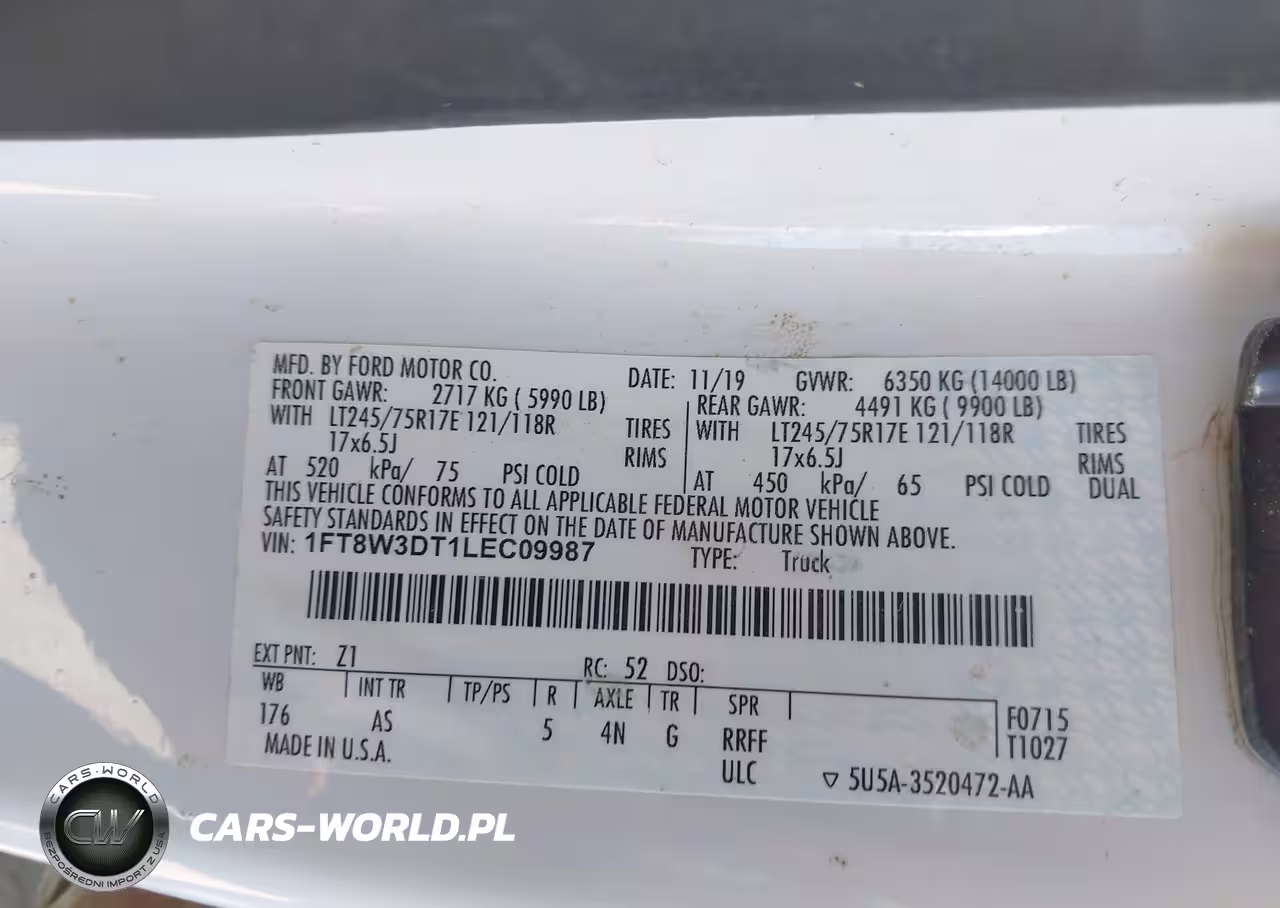 MFD. BY FORD MOTOR CO. DATE: 11/19 GVWR: 6350 KG (14000 LB)
FRONT GAWR: 2717 KG ( 5990 LB) REAR GAWR: 4491 KG ( 9900 LB)
WITH LT245/75R17E 121/118R TIRES WITH LT245/75R17E 121/118R TIRES
17x6.5J RIMS 17x6.5J RIMS
AT 520 kPa/ 75 PSI COLD AT 450 kPa/ 65 PSI COLD DUAL
THIS VEHICLE CONFORMS TO ALL APPLICABLE FEDERAL MOTOR VEHICLE
SAFETY STANDARDS IN EFFECT ON THE DATE OF MANUFACTURE SHOWN ABOVE.
VIN: 1FT8W3DT1LEC09987 TYPE: Truck
EXT PNT: Z1 RC: 52 DSO:
WB INT TR TP/PS R AXLE TR SPR
176 AS 5 4N G RRFF F0715
MADE IN U.S.A. ULC T1027
5U5A-3520472-AA
CARS-WORLD
CW
BEZPOŚREDNI IMPORT Z USA
CARS-WORLD.PL